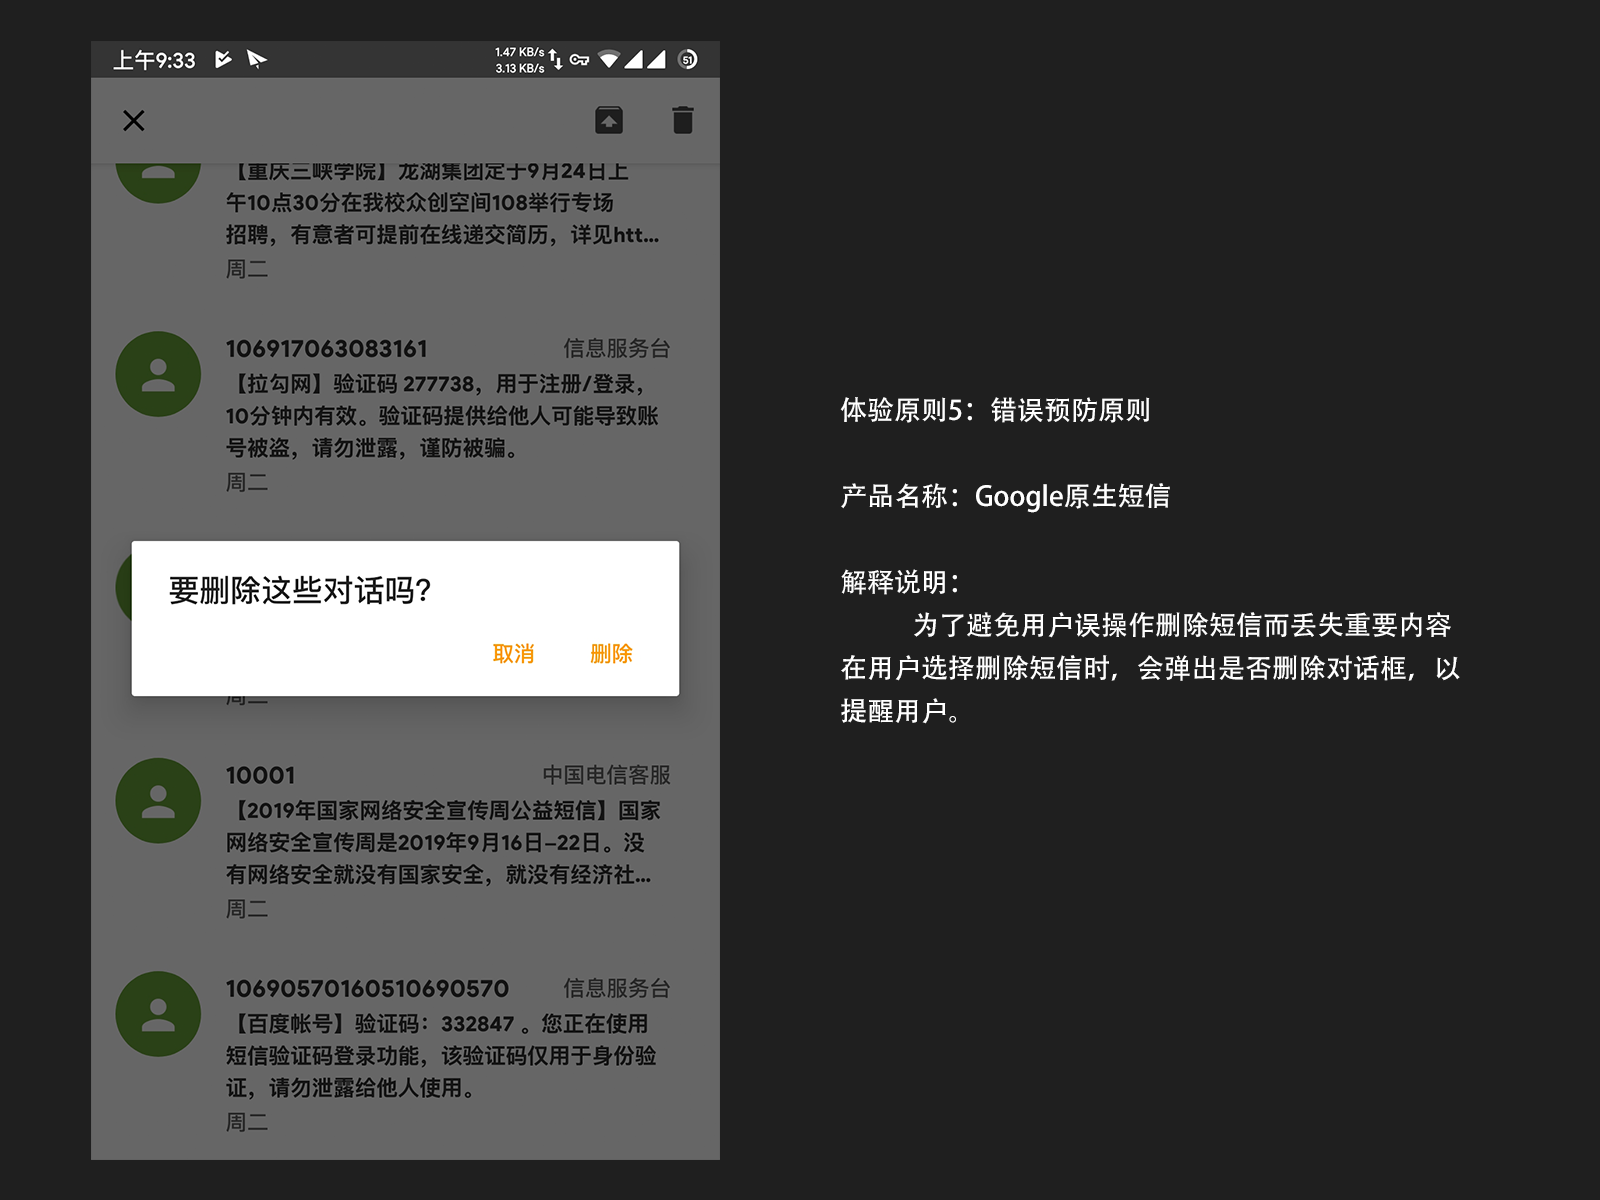 上午9:33
1.47 KB/s
3.13 KB/s
51
【重庆三峡学院】龙湖集团定于9月24日上
午10点30分在我校众创空间108举行专场
招聘，有意者可提前在线递交简历，详见htt...
周二
106917063083161 信息服务台
【拉勾网】验证码 277738，用于注册/登录，
10分钟内有效。验证码提供给他人可能导致账
号被盗，请勿泄露，谨防被骗。
周二
要删除这些对话吗?
取消 删除
周二
10001 中国电信客服
【2019年国家网络安全宣传周公益短信】国家
网络安全宣传周是2019年9月16日–22日。没
有网络安全就没有国家安全，就没有经济社...
周二
10690570160510690570 信息服务台
【百度帐号】验证码：332847 。您正在使用
短信验证码登录功能，该验证码仅用于身份验
证，请勿泄露给他人使用。
周二
体验原则5：错误预防原则
产品名称：Google原生短信
解释说明：
为了避免用户误操作删除短信而丢失重要内容
在用户选择删除短信时，会弹出是否删除对话框，以
提醒用户。